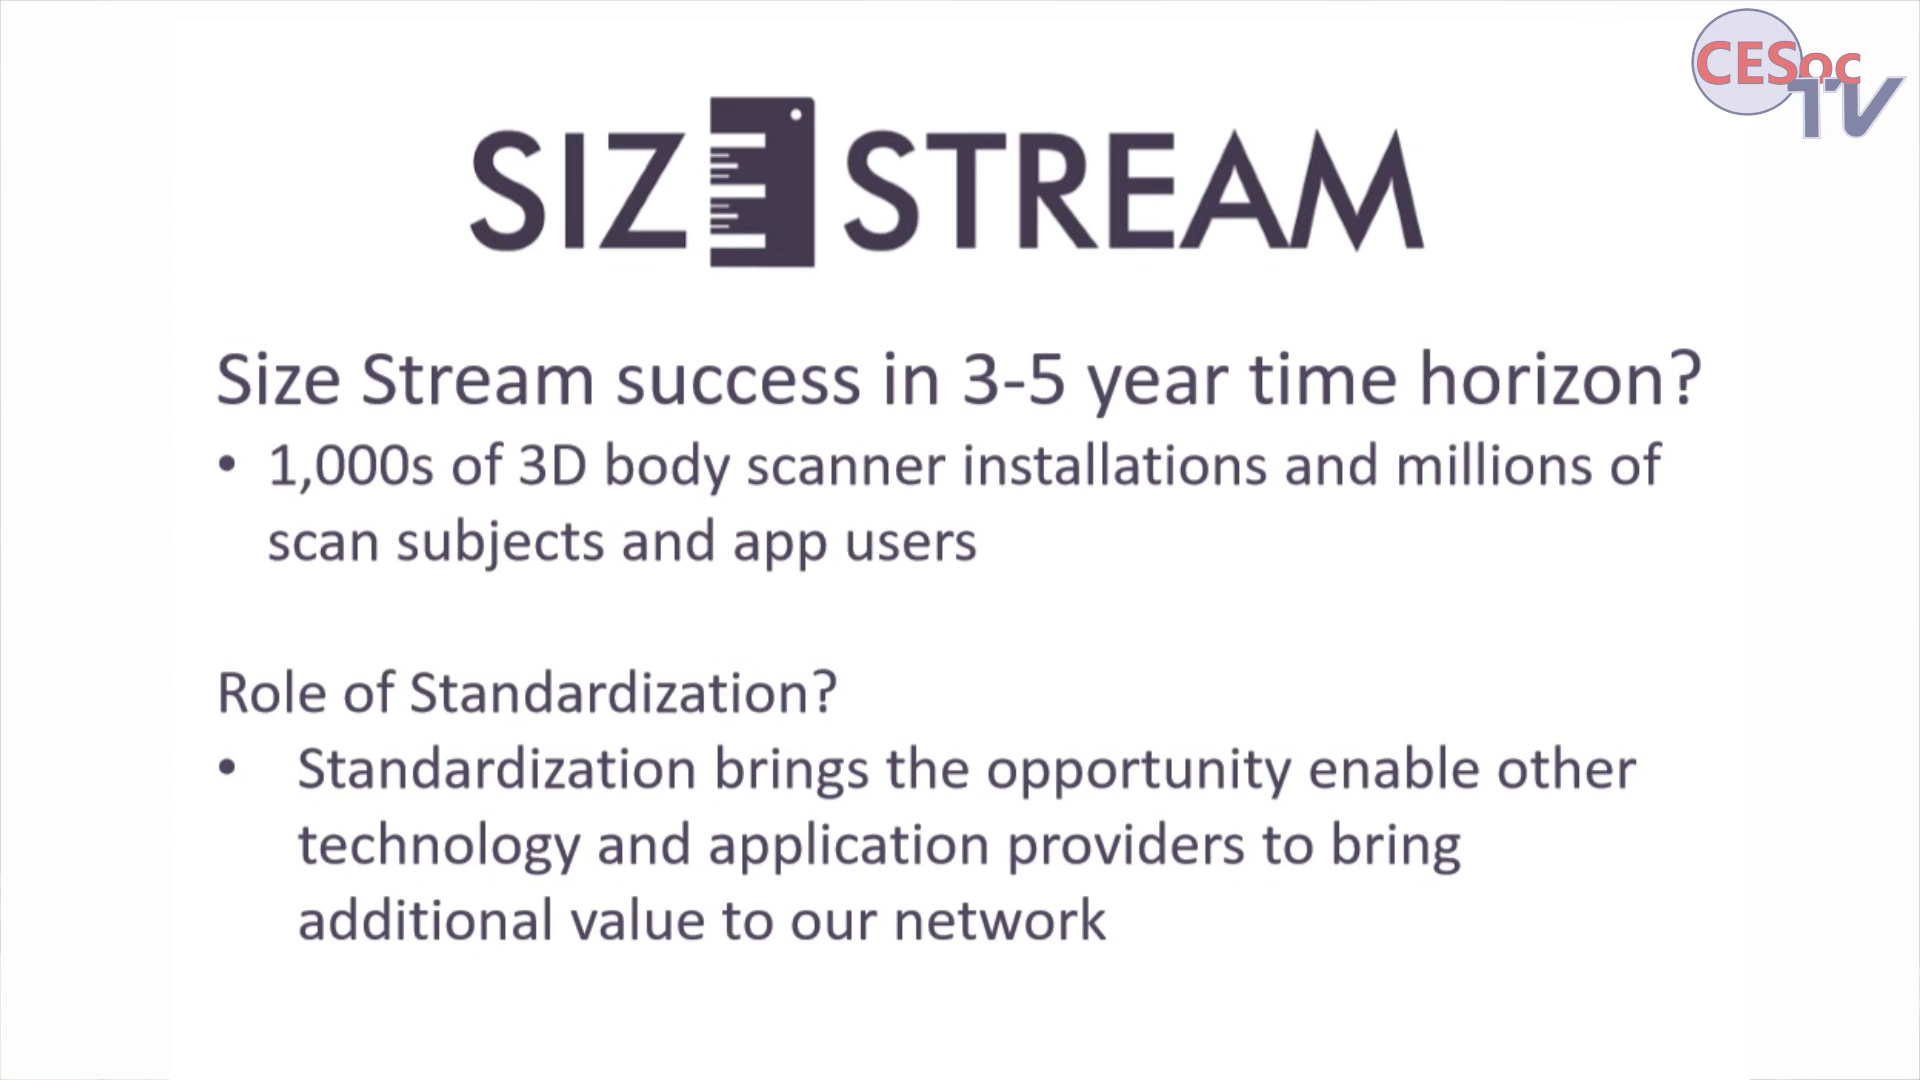 CESoc
TV
SIZE STREAM
Size Stream success in 3-5 year time horizon?
• 1,000s of 3D body scanner installations and millions of
scan subjects and app users
Role of Standardization?
• Standardization brings the opportunity enable other
technology and application providers to bring
additional value to our network